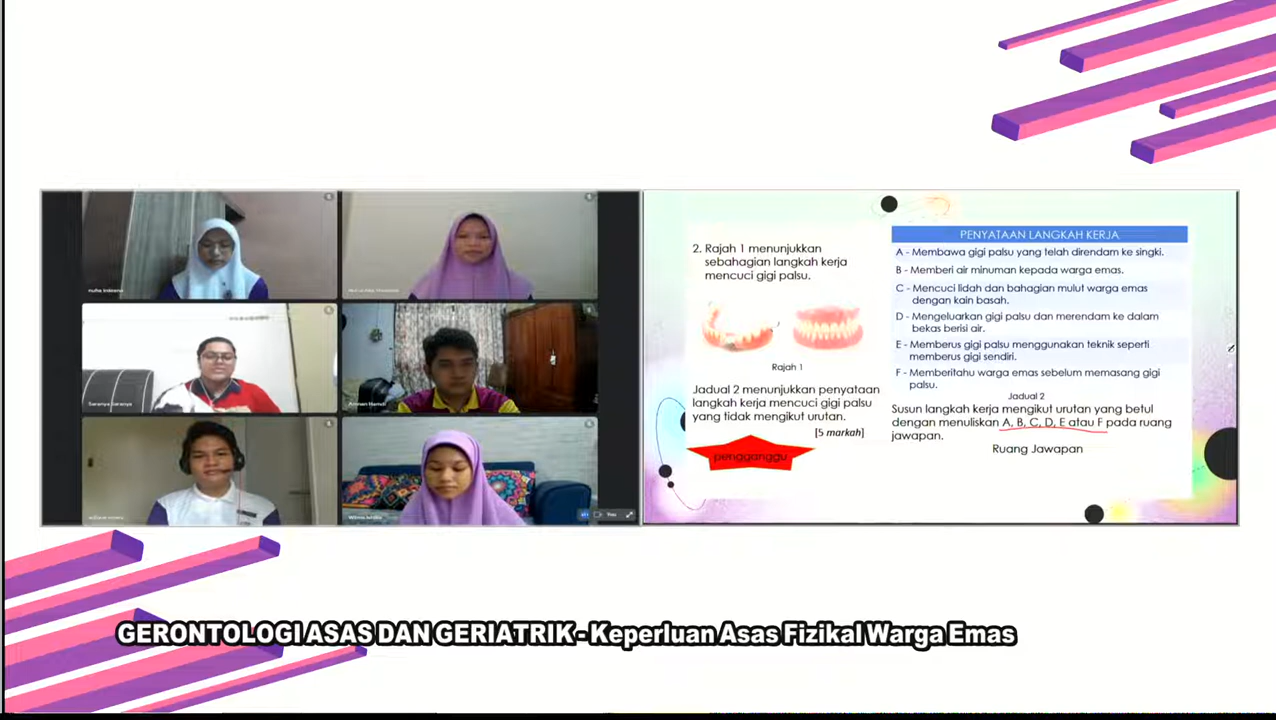 Saranya Saranya
Amman Hamdi
2. Rajah 1 menunjukkan
sebahagian langkah kerja
mencuci gigi palsu.
Rajah 1
Jadual 2 menunjukkan penyataan
langkah kerja mencuci gigi palsu
yang tidak mengikut urutan.
[5 markah]
pengganggu
PENYATAAN LANGKAH KERJA
A - Membawa gigi palsu yang telah direndam ke singki.
B - Memberi air minuman kepada warga emas.
C - Mencuci lidah dan bahagian mulut warga emas
dengan kain basah.
D - Mengeluarkan gigi palsu dan merendam ke dalam
bekas berisi air.
E - Memberus gigi palsu menggunakan teknik seperti
memberus gigi sendiri.
F - Memberitahu warga emas sebelum memasang gigi
palsu.
Jadual 2
Susun langkah kerja mengikut urutan yang betul
dengan menuliskan A, B, C, D, E atau F pada ruang
jawapan.
Ruang Jawapan
GERONTOLOGI ASAS DAN GERIATRIK - Keperluan Asas Fizikal Warga Emas